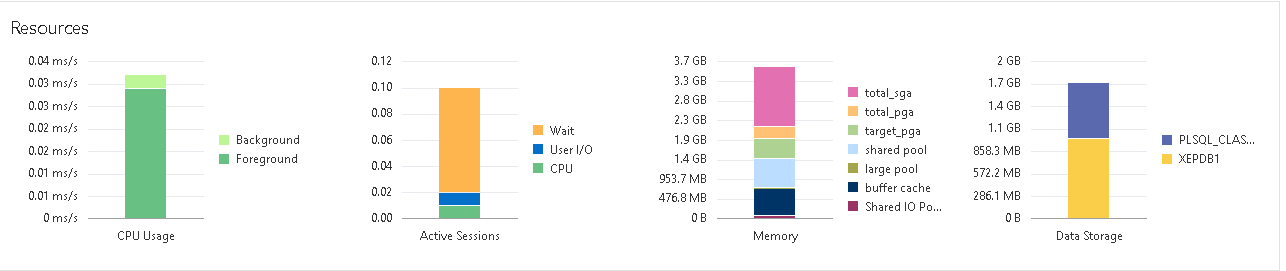 Resources
0.04 ms/s
0.03 ms/s
0.03 ms/s
0.02 ms/s
0.02 ms/s
0.01 ms/s
0.01 ms/s
0 ms/s
CPU Usage
Background
Foreground
0.12
0.10
0.08
0.06
0.04
0.02
0.00
Active Sessions
Wait
User I/O
CPU
3.7 GB
3.3 GB
2.8 GB
2.3 GB
1.9 GB
1.4 GB
953.7 MB
476.8 MB
0 B
Memory
total_sga
total_pga
target_pga
shared pool
large pool
buffer cache
Shared IO Po...
2 GB
1.7 GB
1.4 GB
1.1 GB
858.3 MB
572.2 MB
286.1 MB
0 B
Data Storage
PLSQL_CLAS...
XEPDB1